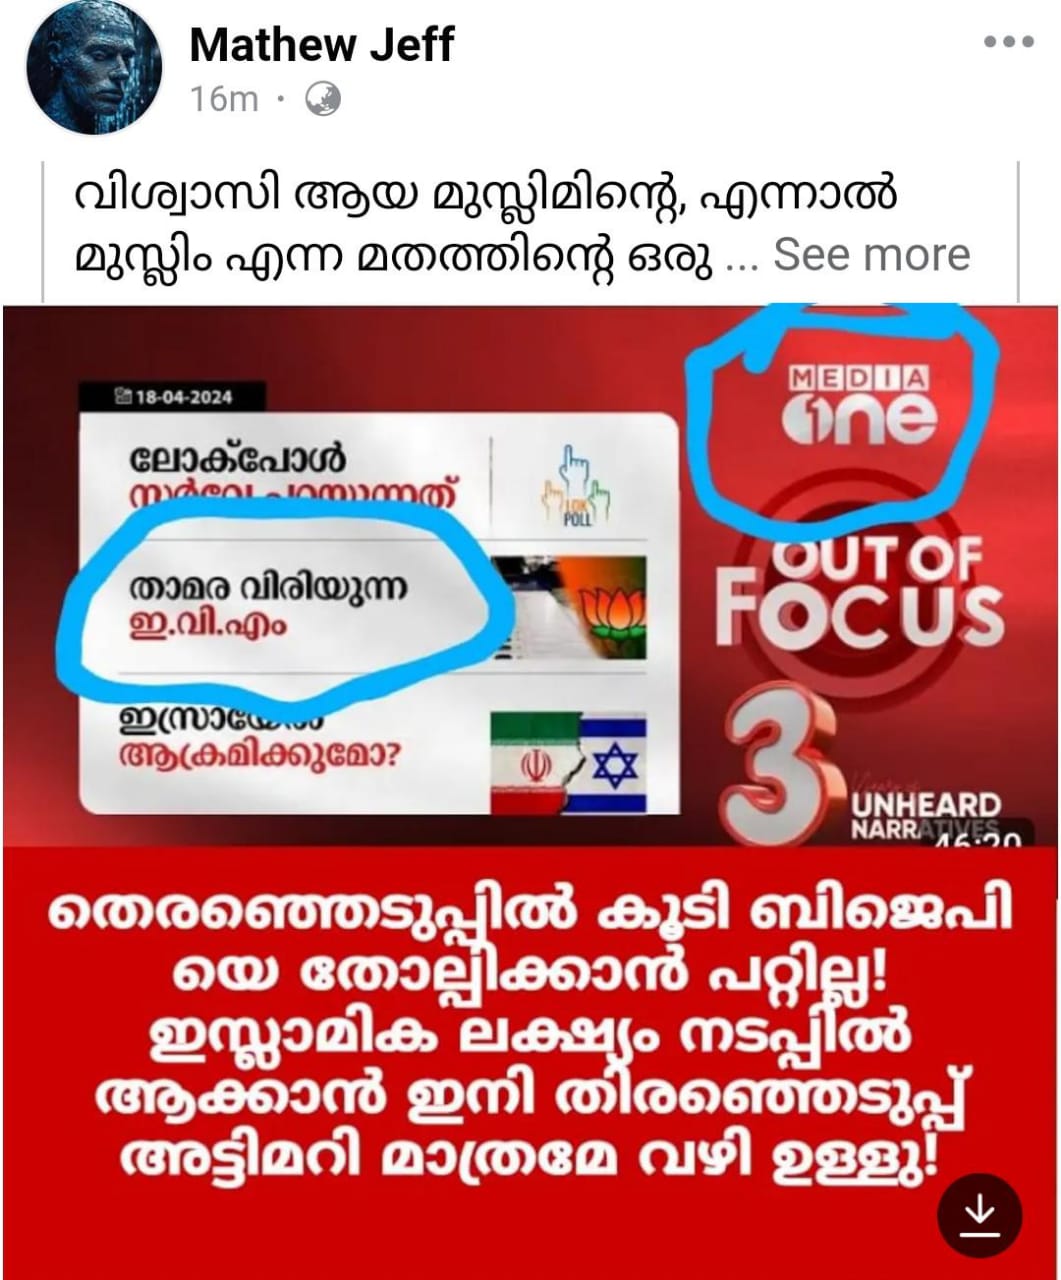 Mathew Jeff
16m
വിശ്വാസി ആയ മുസ്ലിമിന്റെ, എന്നാൽ
മുസ്ലിം എന്ന മതത്തിന്റെ ഒരു ... See more
18-04-2024
ലോക്പോൾ
LOK
POLL
താമര വിരിയുന്ന
ഇ.വി.എം
ഇസ്രായേൽ
ആക്രമിക്കുമോ?
MEDIA
one
OUT OF
FOCUS
3
UNHEARD
NARRATIVES
46:20
തെരഞ്ഞെടുപ്പിൽ കൂടി ബിജെപി
യെ തോല്പിക്കാൻ പറ്റില്ല!
ഇസ്ലാമിക ലക്ഷ്യം നടപ്പിൽ
ആക്കാൻ ഇനി തിരഞ്ഞെടുപ്പ്
അട്ടിമറി മാത്രമേ വഴി ഉള്ളു!